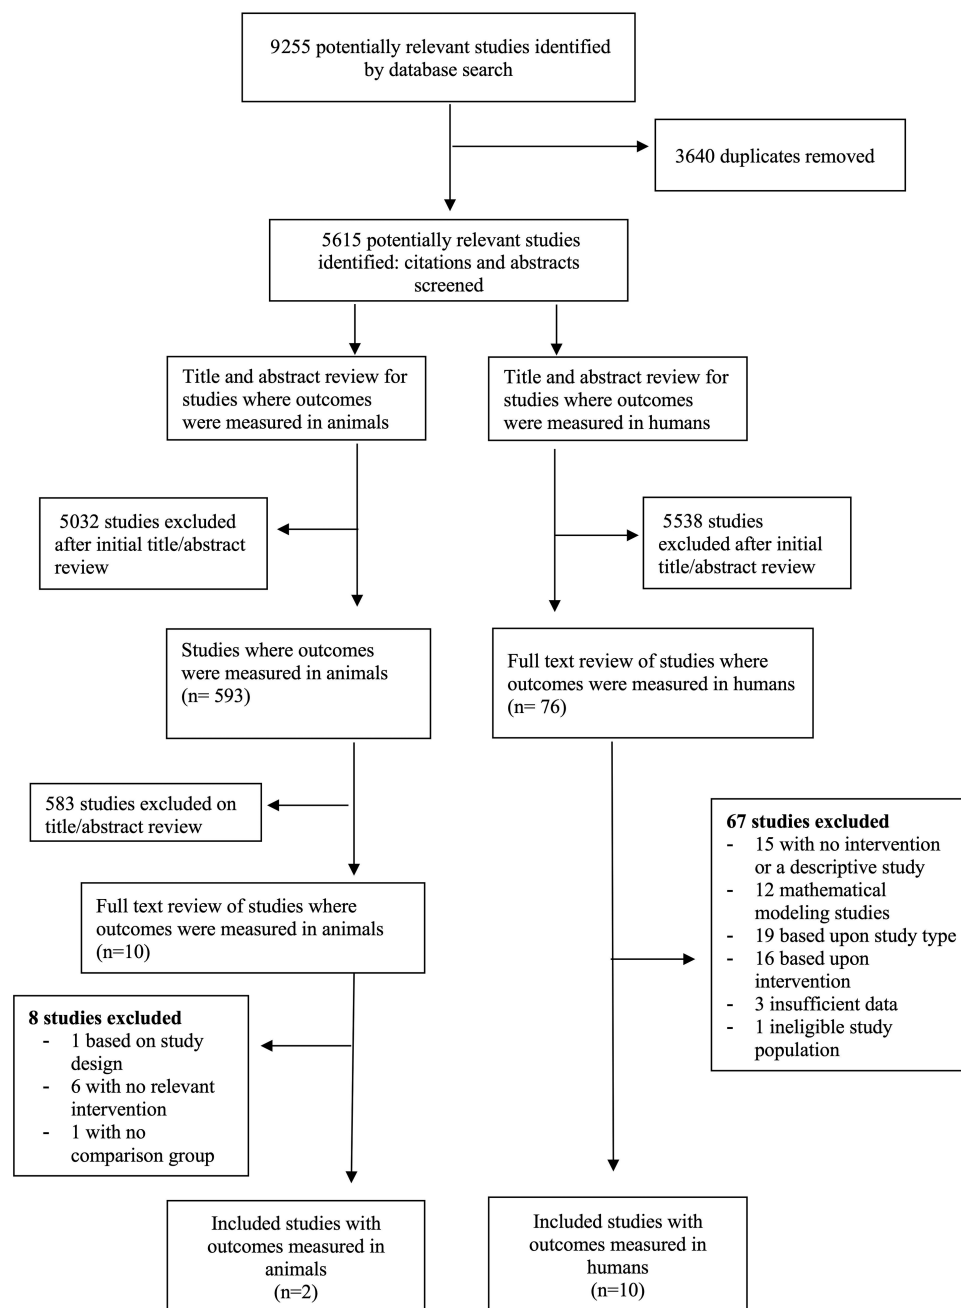 9255 potentially relevant studies identified
by database search
3640 duplicates removed
5615 potentially relevant studies
identified: citations and abstracts
screened
Title and abstract review for
studies where outcomes
were measured in animals
Title and abstract review for
studies where outcomes
were measured in humans
5032 studies excluded
after initial title/abstract
review
5538 studies
excluded after initial
title/abstract review
Studies where outcomes
were measured in animals
(n= 593)
Full text review of studies where
outcomes were measured in humans
(n= 76)
583 studies excluded on
title/abstract review
67 studies excluded
- 15 with no intervention
or a descriptive study
- 12 mathematical
modeling studies
- 19 based upon study type
- 16 based upon
intervention
- 3 insufficient data
- 1 ineligible study
population
Full text review of studies where
outcomes were measured in animals
(n=10)
8 studies excluded
- 1 based on study
design
- 6 with no relevant
intervention
- 1 with no
comparison group
Included studies with
outcomes measured in
animals
(n=2)
Included studies with
outcomes measured in
humans
(n=10)